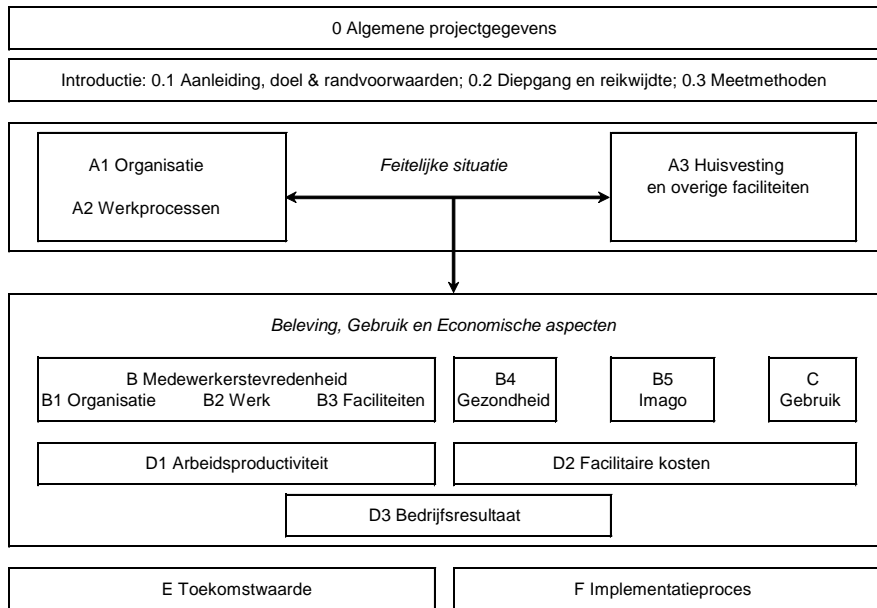 0 Algemene projectgegevens
Introductie: 0.1 Aanleiding, doel & randvoorwaarden; 0.2 Diepgang en reikwijdte; 0.3 Meetmethoden
A1 Organisatie
A2 Werkprocessen
Feitelijke situatie
A3 Huisvesting
en overige faciliteiten
Beleving, Gebruik en Economische aspecten
B Medewerkerstevredenheid
B1 Organisatie B2 Werk B3 Faciliteiten
B4
Gezondheid
B5
Imago
C
Gebruik
D1 Arbeidsproductiviteit
D2 Facilitaire kosten
D3 Bedrijfsresultaat
E Toekomstwaarde
F Implementatieproces